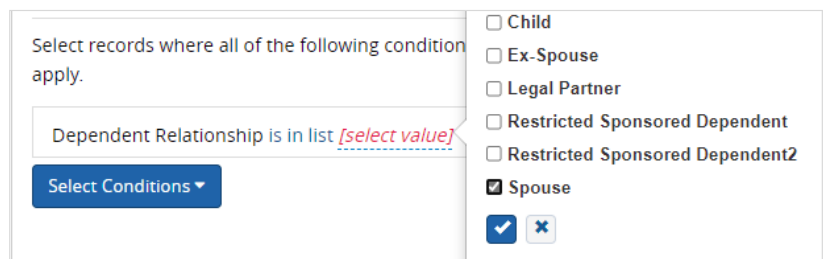 Select records where all of the following condition
apply.
Dependent Relationship is in list [select value]
Select Conditions
Child
Ex-Spouse
Legal Partner
Restricted Sponsored Dependent
Restricted Sponsored Dependent2
Spouse